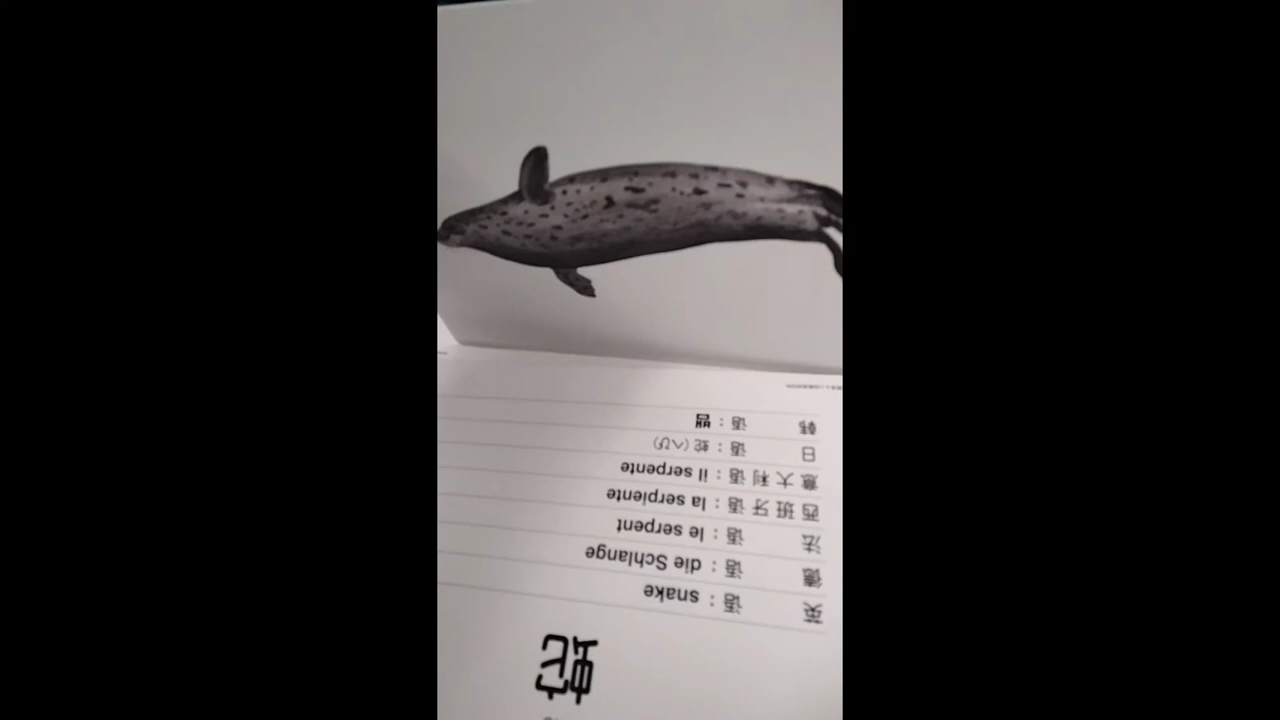 蛇
英语：snake
德语：die Schlange
法语：le serpent
西班牙语：la serpiente
意大利语：il serpente
日语：蛇(へび)
韩语：뱀